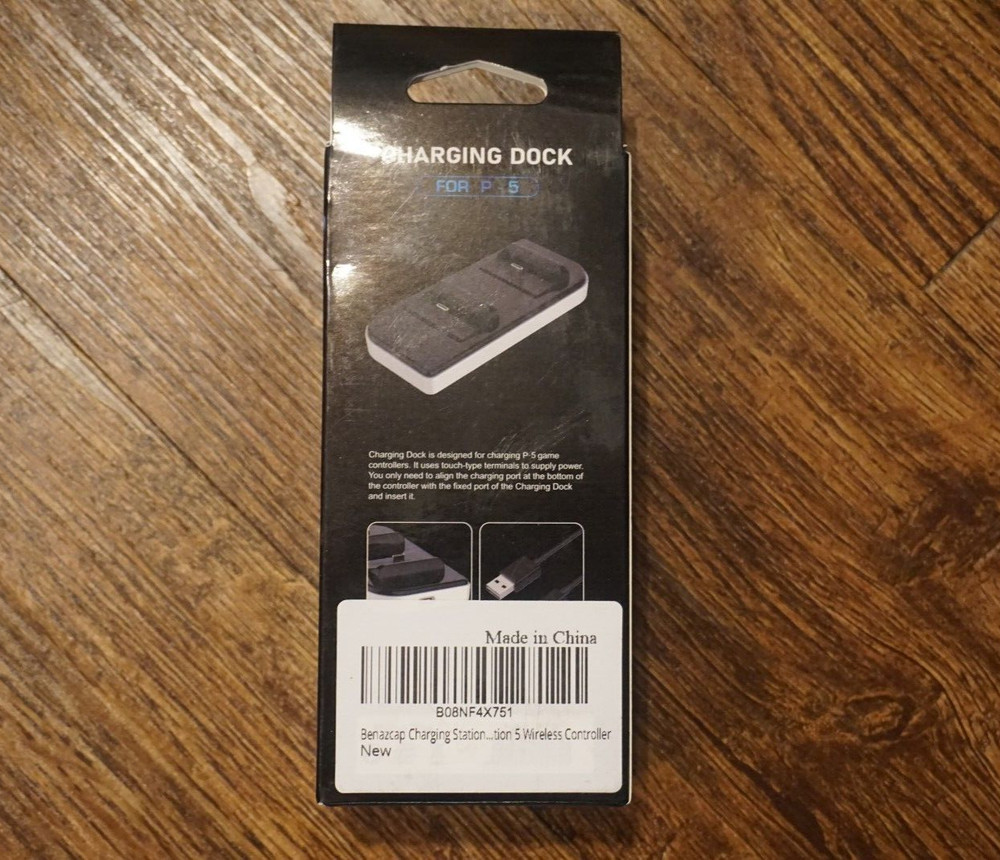 CHARGING DOCK
FOR P 5
Charging Dock is designed for charging P·5 game
controllers. It uses touch-type terminals to supply power.
You only need to align the charging port at the bottom of
the controller with the fixed port of the Charging Dock
and insert it.
Made in China
B08NF4X751
Benazcap Charging Station...tion 5 Wireless Controller
New